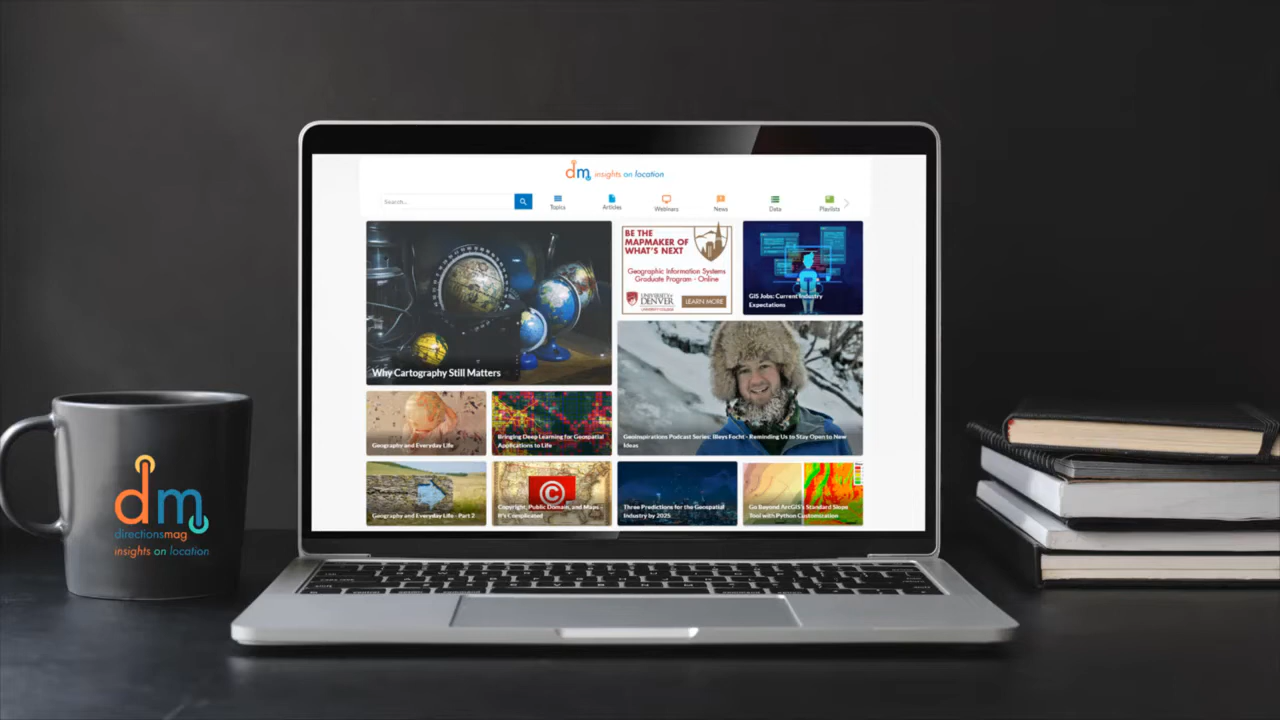 dm insights on location
Search...
Topics
Articles
Webinars
News
Data
Playlists
BE THE
MAPMAKER OF
WHAT'S NEXT
Geographic Information Systems
Graduate Program - Online
UNIVERSITY OF
DENVER
UNIVERSITY COLLEGE
LEARN MORE
GIS Jobs: Current Industry
Expectations
Why Cartography Still Matters
Geography and Everyday Life
Bringing Deep Learning for Geospatial
Applications to Life
Geoinspirations Podcast Series: Illeys Focht - Reminding Us to Stay Open to New
Ideas
Geography and Everyday Life - Part 2
Copyright, Public Domain, and Maps -
It's Complicated
Three Predictions for the Geospatial
Industry by 2025
Go Beyond ArcGIS's Standard Slope
Tool with Python Customization
dm
directionsmag
insights on location